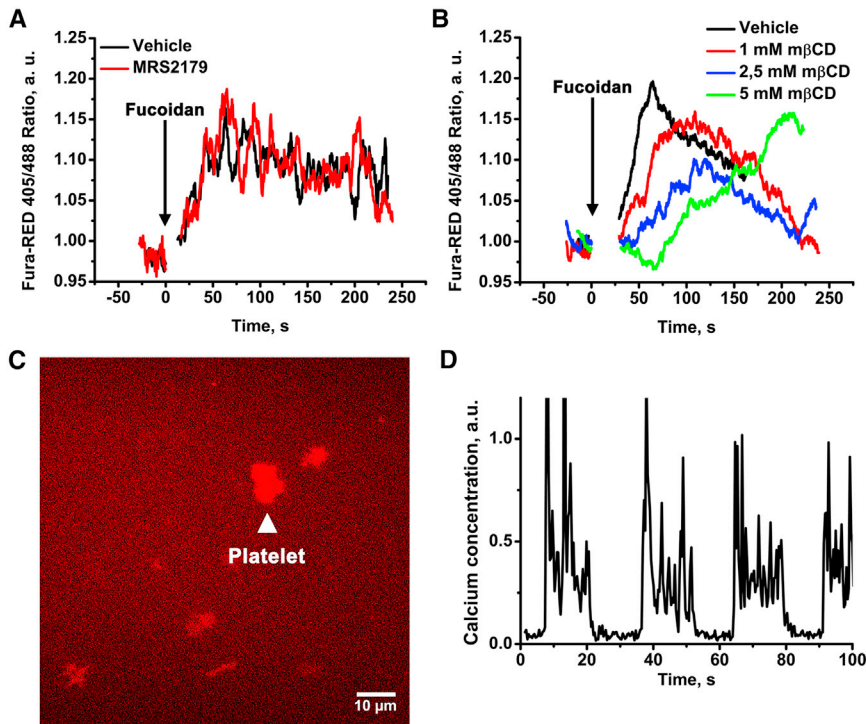 A
Fura-RED 405/488 Ratio, a. u.
1.25
1.20
1.15
1.10
1.05
1.00
0.95
Vehicle
MRS2179
Fucoidan
-50 0 50 100 150 200 250
Time, s
B
Fura-RED 405/488 Ratio, a. u.
1.25
1.20
1.15
1.10
1.05
1.00
0.95
Vehicle
1 mM mβCD
2,5 mM mβCD
5 mM mβCD
Fucoidan
-50 0 50 100 150 200 250
Time, s
C
Platelet
10 µm
D
Calcium concentration, a.u.
1.0
0.5
0.0
0 20 40 60 80 100
Time, s